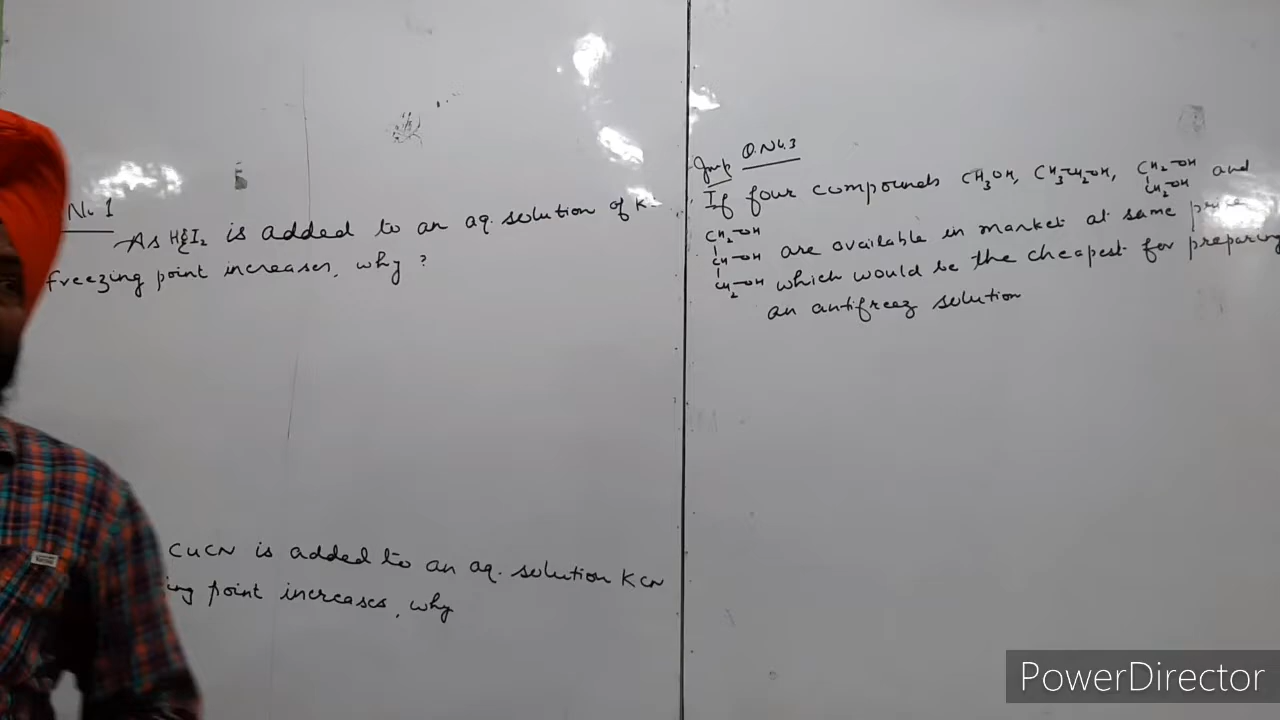 No 1
As HgI2 is added to an aq. solution of K
freezing point increases, why ?
CuCN is added to an aq. solution KCN
ing point increases, why
Imp Q.No.3
If four compounds CH3OH, CH3-CH2-OH, CH2-OH and
CH2-OH
CH2-OH
CH-OH are available in market at same price
CH2-OH which would be the cheapest for preparing
an antifreez solution
PowerDirector